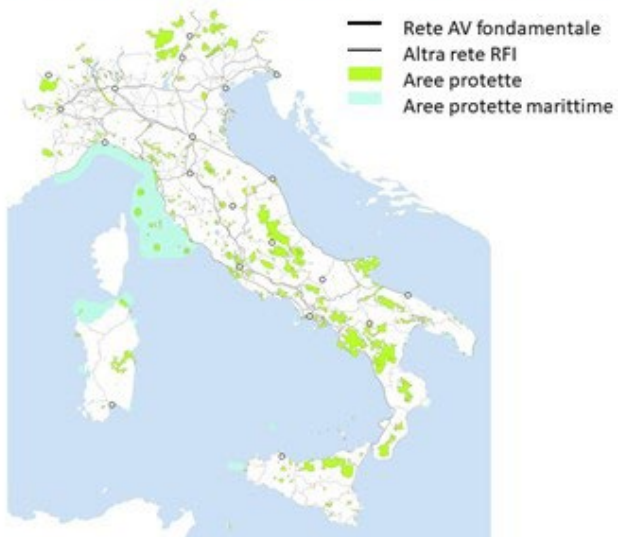 Rete AV fondamentale
Altra rete RFI
Aree protette
Aree protette marittime